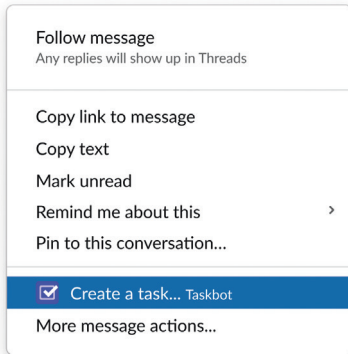 Follow message
Any replies will show up in Threads
Copy link to message
Copy text
Mark unread
Remind me about this
Pin to this conversation...
Create a task... Taskbot
More message actions...